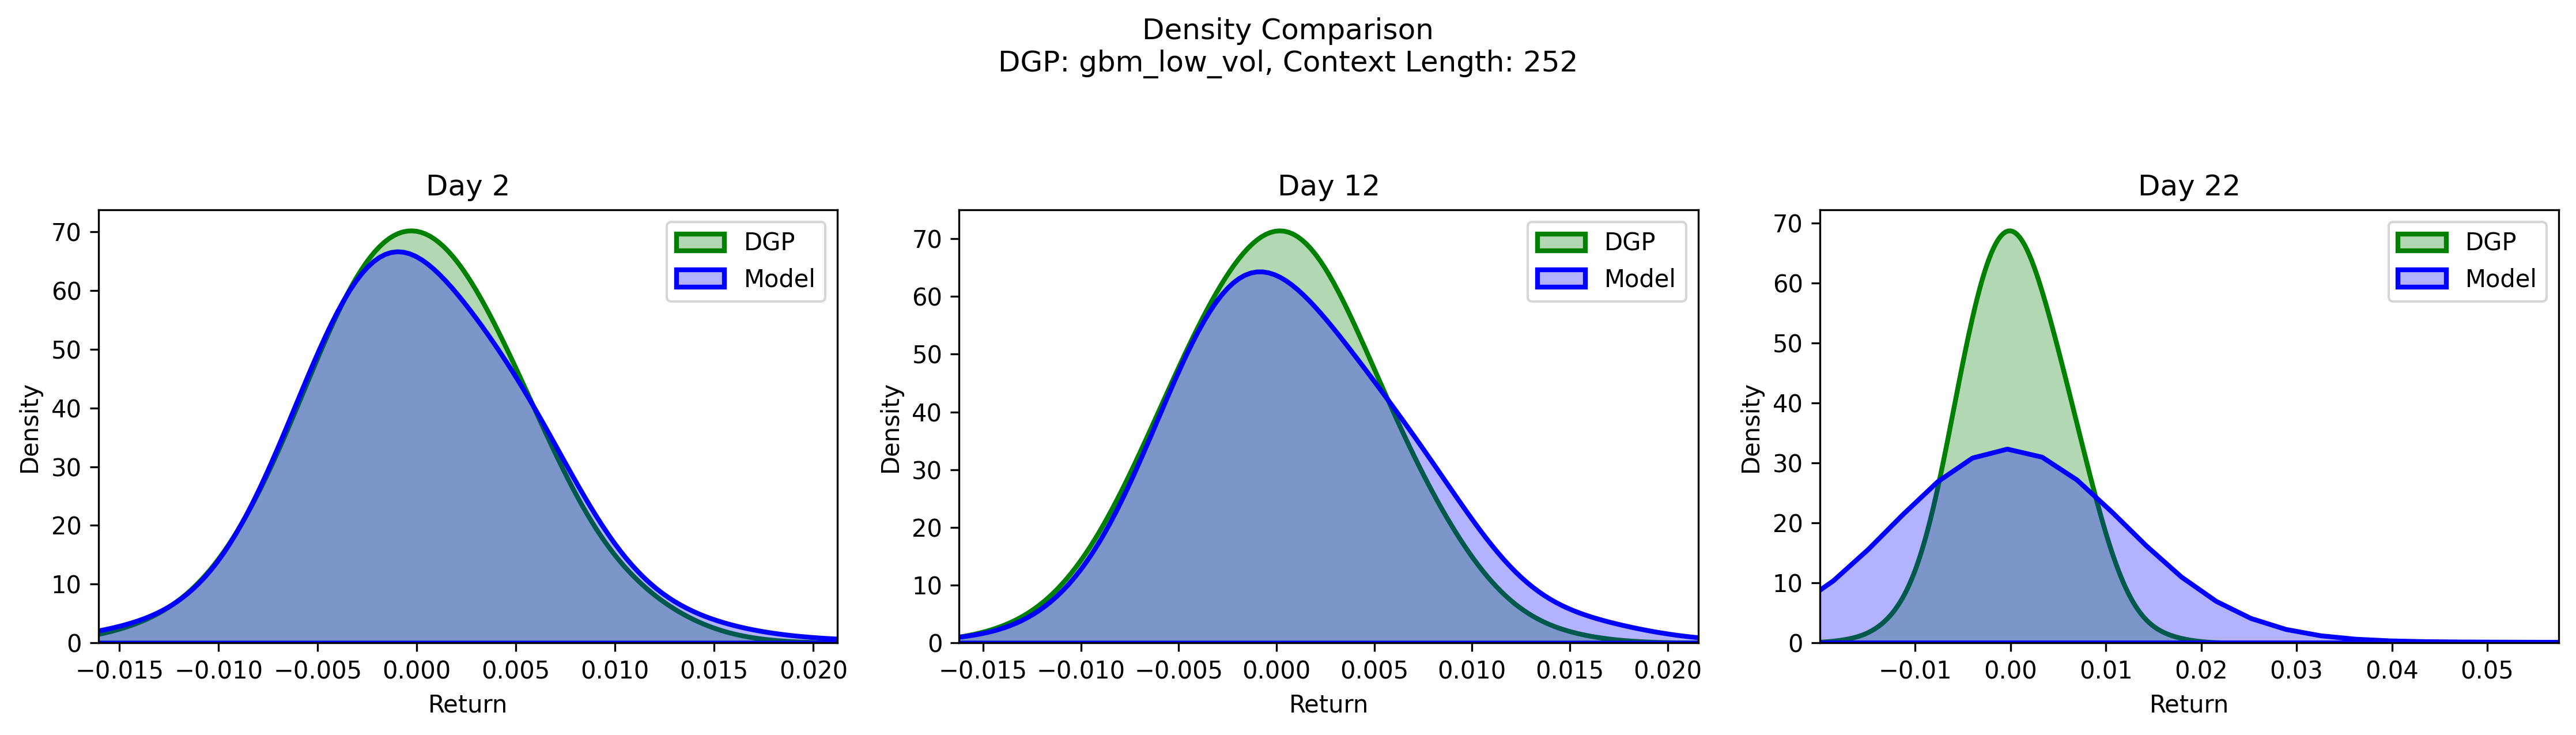 Density Comparison
DGP: gbm_low_vol, Context Length: 252
Day 2
Density
70
60
50
40
30
20
10
0
−0.015 −0.010 −0.005 0.000 0.005 0.010 0.015 0.020
Return
DGP
Model
Day 12
Density
70
60
50
40
30
20
10
0
−0.015 −0.010 −0.005 0.000 0.005 0.010 0.015 0.020
Return
DGP
Model
Day 22
Density
70
60
50
40
30
20
10
0
−0.01 0.00 0.01 0.02 0.03 0.04 0.05
Return
DGP
Model